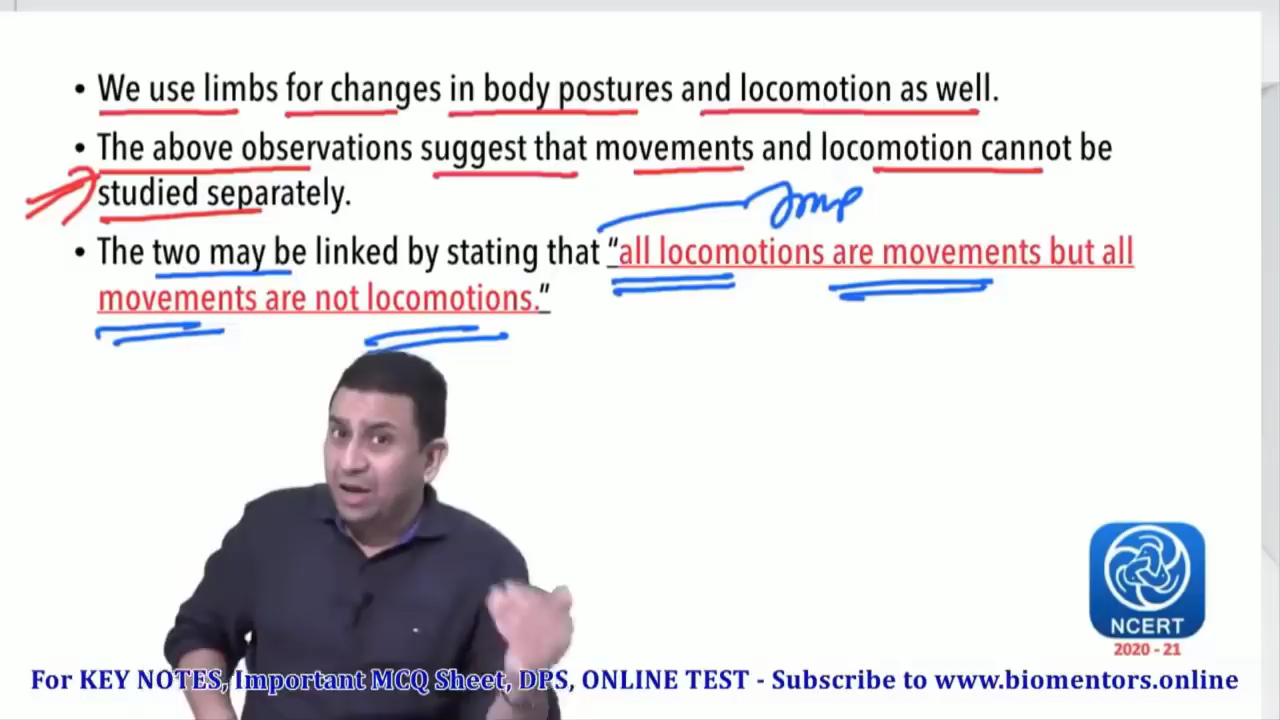 • We use limbs for changes in body postures and locomotion as well.
• The above observations suggest that movements and locomotion cannot be
studied separately.
• The two may be linked by stating that “all locomotions are movements but all
movements are not locomotions.”
NCERT
2020 - 21
For KEY NOTES, Important MCQ Sheet, DPS, ONLINE TEST - Subscribe to www.biomentors.online